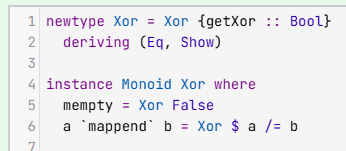 1 newtype Xor = Xor {getXor :: Bool}
2   deriving (Eq, Show)
3
4 instance Monoid Xor where
5   mempty = Xor False
6   a `mappend` b = Xor $ a /= b
7